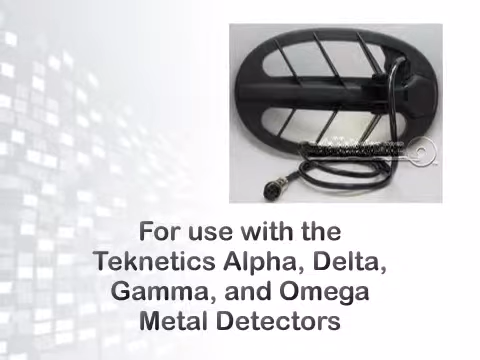 For use with the
Teknetics Alpha, Delta,
Gamma, and Omega
Metal Detectors